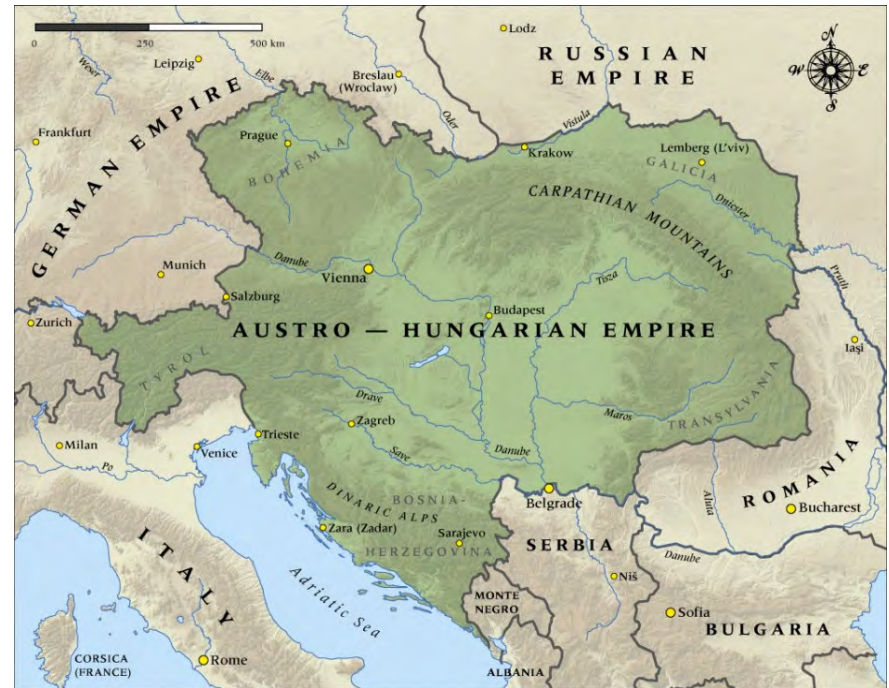 0
250
500 km
Lodz
RUSSIAN
EMPIRE
N
W
E
S
Weser
Leipzig
Elbe
Breslau
(Wroclaw)
Oder
Vistula
Frankfurt
GERMAN EMPIRE
Prague
BOHEMIA
Krakow
Lemberg (L'viv)
GALICIA
CARPATHIAN MOUNTAINS
Dniester
Munich
Danube
Vienna
Tisza
Pruth
Salzburg
Budapest
Zurich
AUSTRO — HUNGARIAN EMPIRE
Iaşi
TYROL
TRANSYLVANIA
Drave
Maros
Zagreb
Milan
Venice
Trieste
Save
Danube
Po
Belgrade
ROMANIA
Aluta
Bucharest
DINARIC ALPS
BOSNIA-
HERZEGOVINA
Zara (Zadar)
Sarajevo
SERBIA
Danube
ITALY
Adriatic Sea
Niš
MONTE
NEGRO
Sofia
BULGARIA
CORSICA
(FRANCE)
Rome
ALBANIA